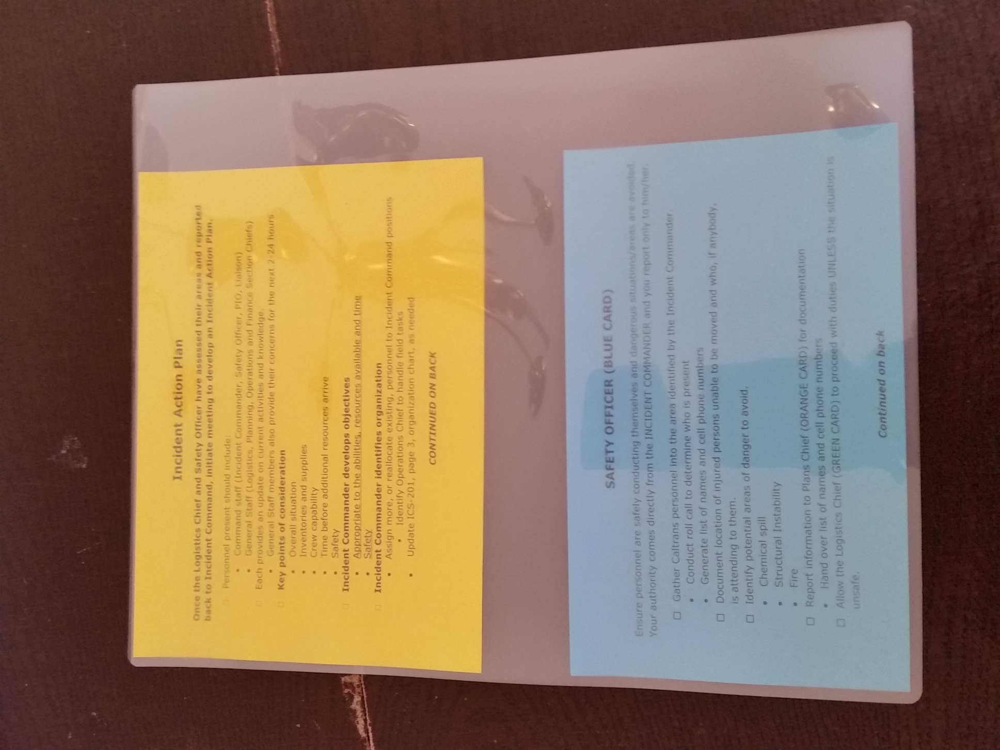 Incident Action Plan
Once the Logistics Chief and Safety Officer have assessed their areas and reported
back to Incident Command, initiate meeting to develop an Incident Action Plan.
☐ Personnel present should include:
• Command staff (Incident Commander, Safety Officer, PIO, Liaison)
• General Staff (Logistics, Planning, Operations and Finance Section Chiefs)
☐ Each provides an update on current activities and knowledge.
• General Staff members also provide their concerns for the next 2-24 hours
☐ Key points of consideration
• Overall situation
• Inventories and supplies
• Crew capability
• Time before additional resources arrive
• Safety
☐ Incident Commander develops objectives
• Appropriate to the abilities, resources available and time
• Safety
☐ Incident Commander identifies organization
• Assign more, or reallocate existing, personnel to Incident Command positions
• Identify Operations Chief to handle field tasks
• Update ICS-201, page 3, organization chart, as needed
CONTINUED ON BACK
SAFETY OFFICER (BLUE CARD)
Ensure personnel are safely conducting themselves and dangerous situations/areas are avoided.
Your authority comes directly from the INCIDENT COMMANDER and you report only to him/her.
☐ Gather Caltrans personnel into the area identified by the Incident Commander.
• Conduct roll call to determine who is present
• Generate list of names and cell phone numbers
☐ Document location of injured persons unable to be moved and who, if anybody,
is attending to them.
☐ Identify potential areas of danger to avoid.
• Chemical spill
• Structural Instability
• Fire
☐ Report information to Plans Chief (ORANGE CARD) for documentation
• Hand over list of names and cell phone numbers
☐ Allow the Logistics Chief (GREEN CARD) to proceed with duties UNLESS the situation is
unsafe.
Continued on back